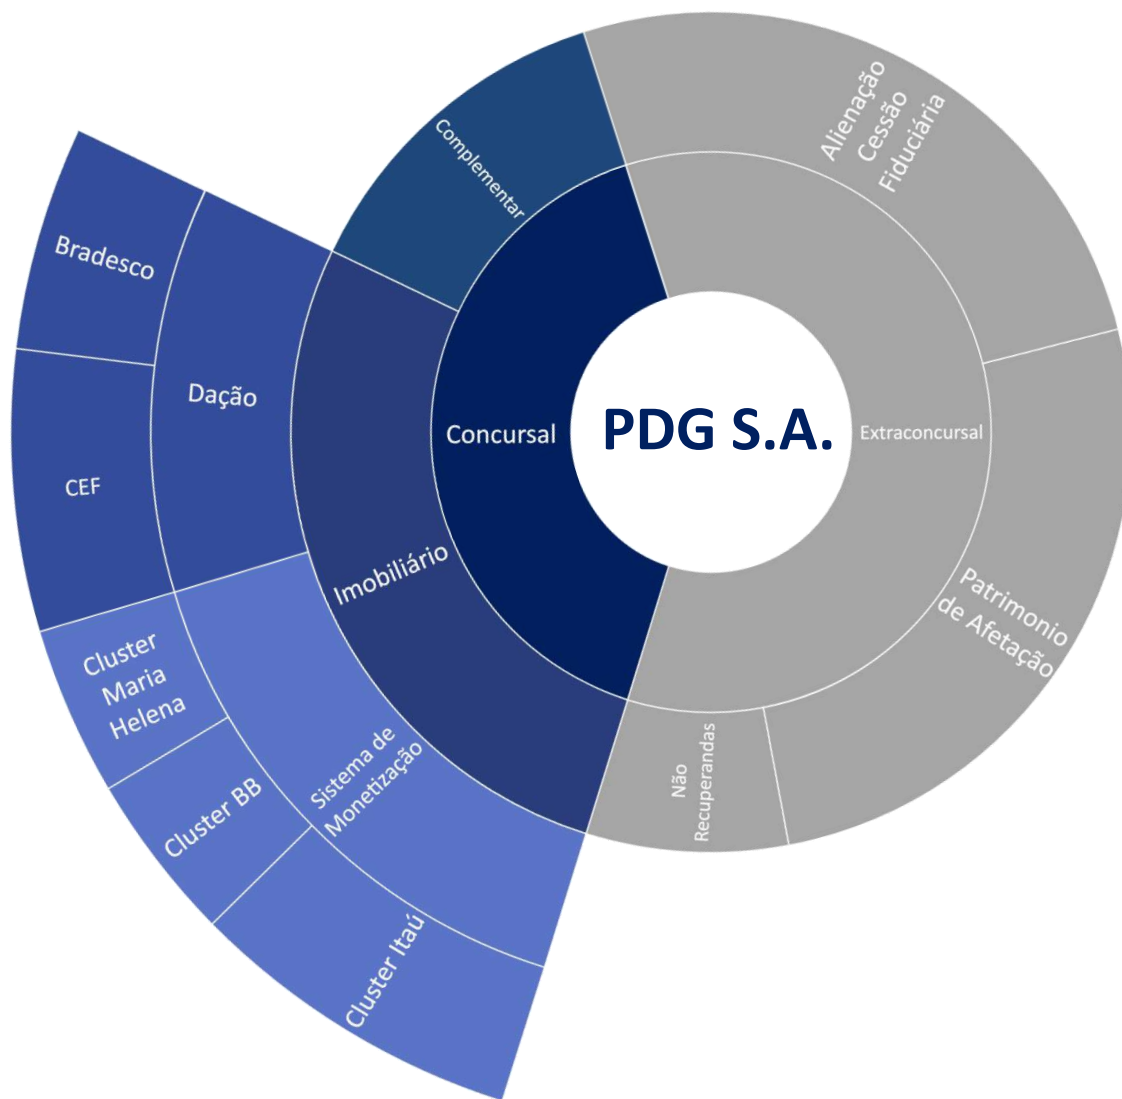 PDG S.A.
Concursal
Extraconcursal
Complementar
Imobiliário
Dação
Bradesco
CEF
Sistema de
Monetização
Cluster
Maria
Helena
Cluster BB
Cluster Itaú
Alienação
Cessão
Fiduciária
Patrimonio
de Afetação
Não
Recuperandas